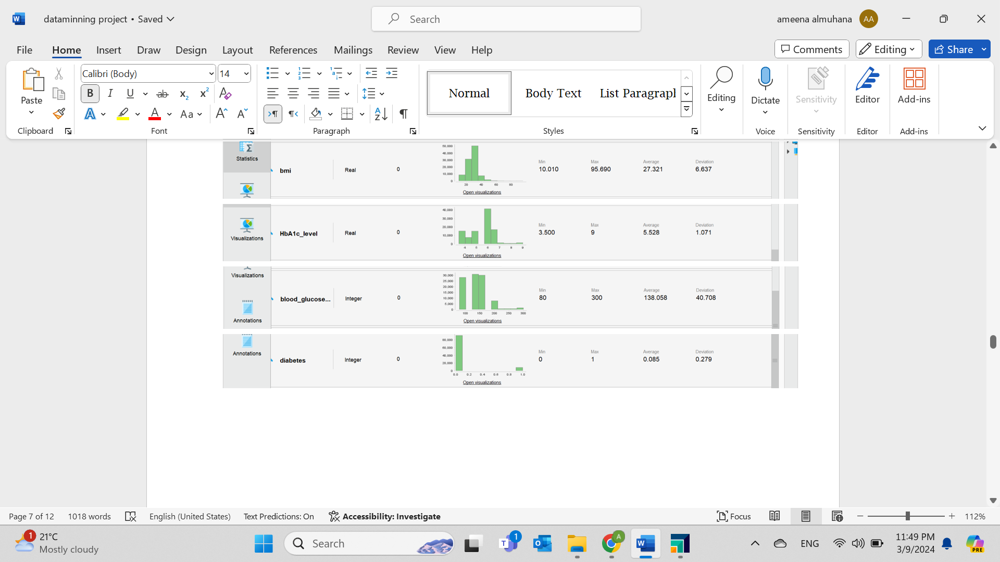 dataminning project • Saved
Search
ameena almuhana
AA
File
Home
Insert
Draw
Design
Layout
References
Mailings
Review
View
Help
Comments
Editing
Share
Paste
Clipboard
Calibri (Body)
14
Font
Paragraph
Normal
Body Text
List Paragrapl
Styles
Editing
Dictate
Voice
Sensitivity
Sensitivity
Editor
Editor
Add-ins
Add-ins
Statistics
bmi
Real
0
50,000
40,000
30,000
20,000
10,000
0
20 40 60 80
Open visualizations
Min
10.010
Max
95.690
Average
27.321
Deviation
6.637
Visualizations
HbA1c_level
Real
0
40,000
30,000
20,000
10,000
0
4 5 6 7 8 9
Open visualizations
Min
3.500
Max
9
Average
5.528
Deviation
1.071
Visualizations
Annotations
blood_glucose...
Integer
0
30,000
25,000
20,000
15,000
10,000
5,000
0
100 150 200 250 300
Open visualizations
Min
80
Max
300
Average
138.058
Deviation
40.708
Annotations
diabetes
Integer
0
80,000
60,000
40,000
20,000
0
0.0 0.2 0.4 0.6 0.8 1.0
Open visualizations
Min
0
Max
1
Average
0.085
Deviation
0.279
Page 7 of 12
1018 words
English (United States)
Text Predictions: On
Accessibility: Investigate
Focus
112%
1
21°C
Mostly cloudy
Search
1
A
ENG
11:49 PM
3/9/2024
PRE